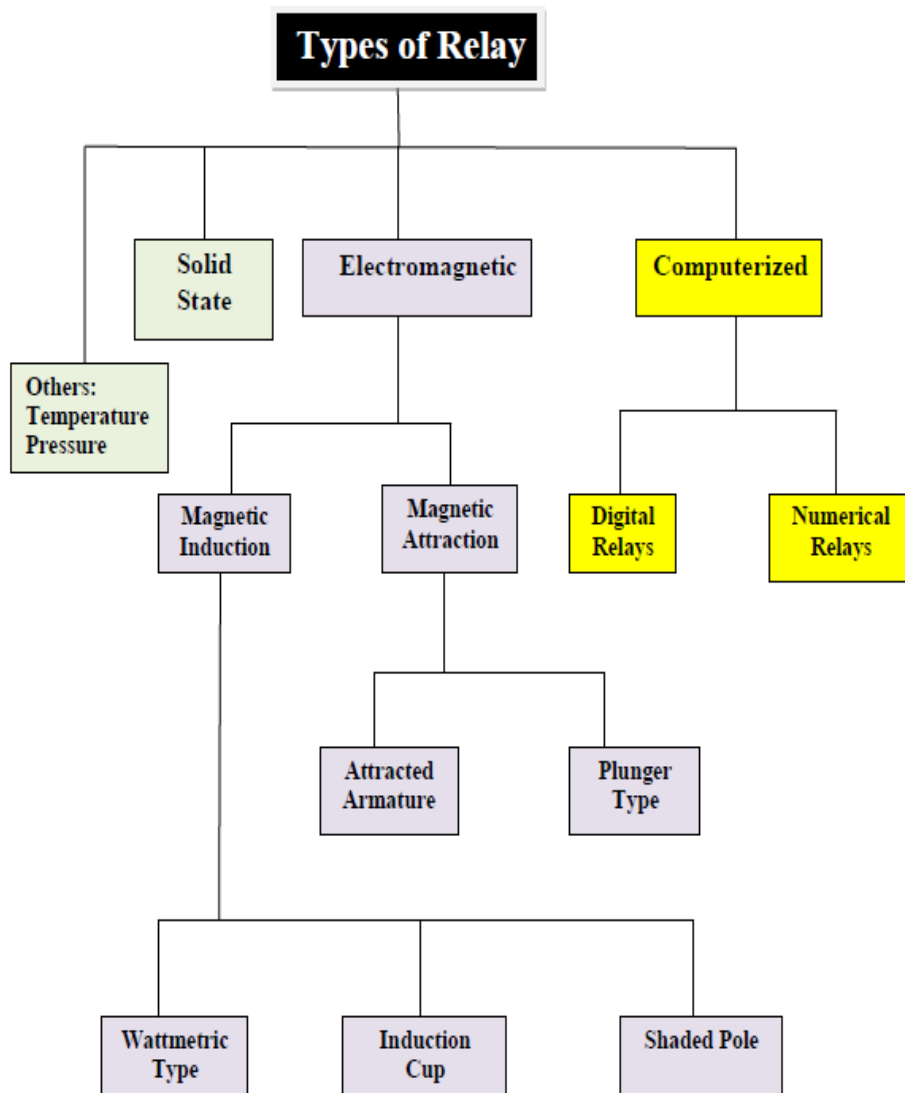 Types of Relay
Solid
State
Electromagnetic
Computerized
Others:
Temperature
Pressure
Magnetic
Induction
Magnetic
Attraction
Digital
Relays
Numerical
Relays
Attracted
Armature
Plunger
Type
Wattmetric
Type
Induction
Cup
Shaded Pole